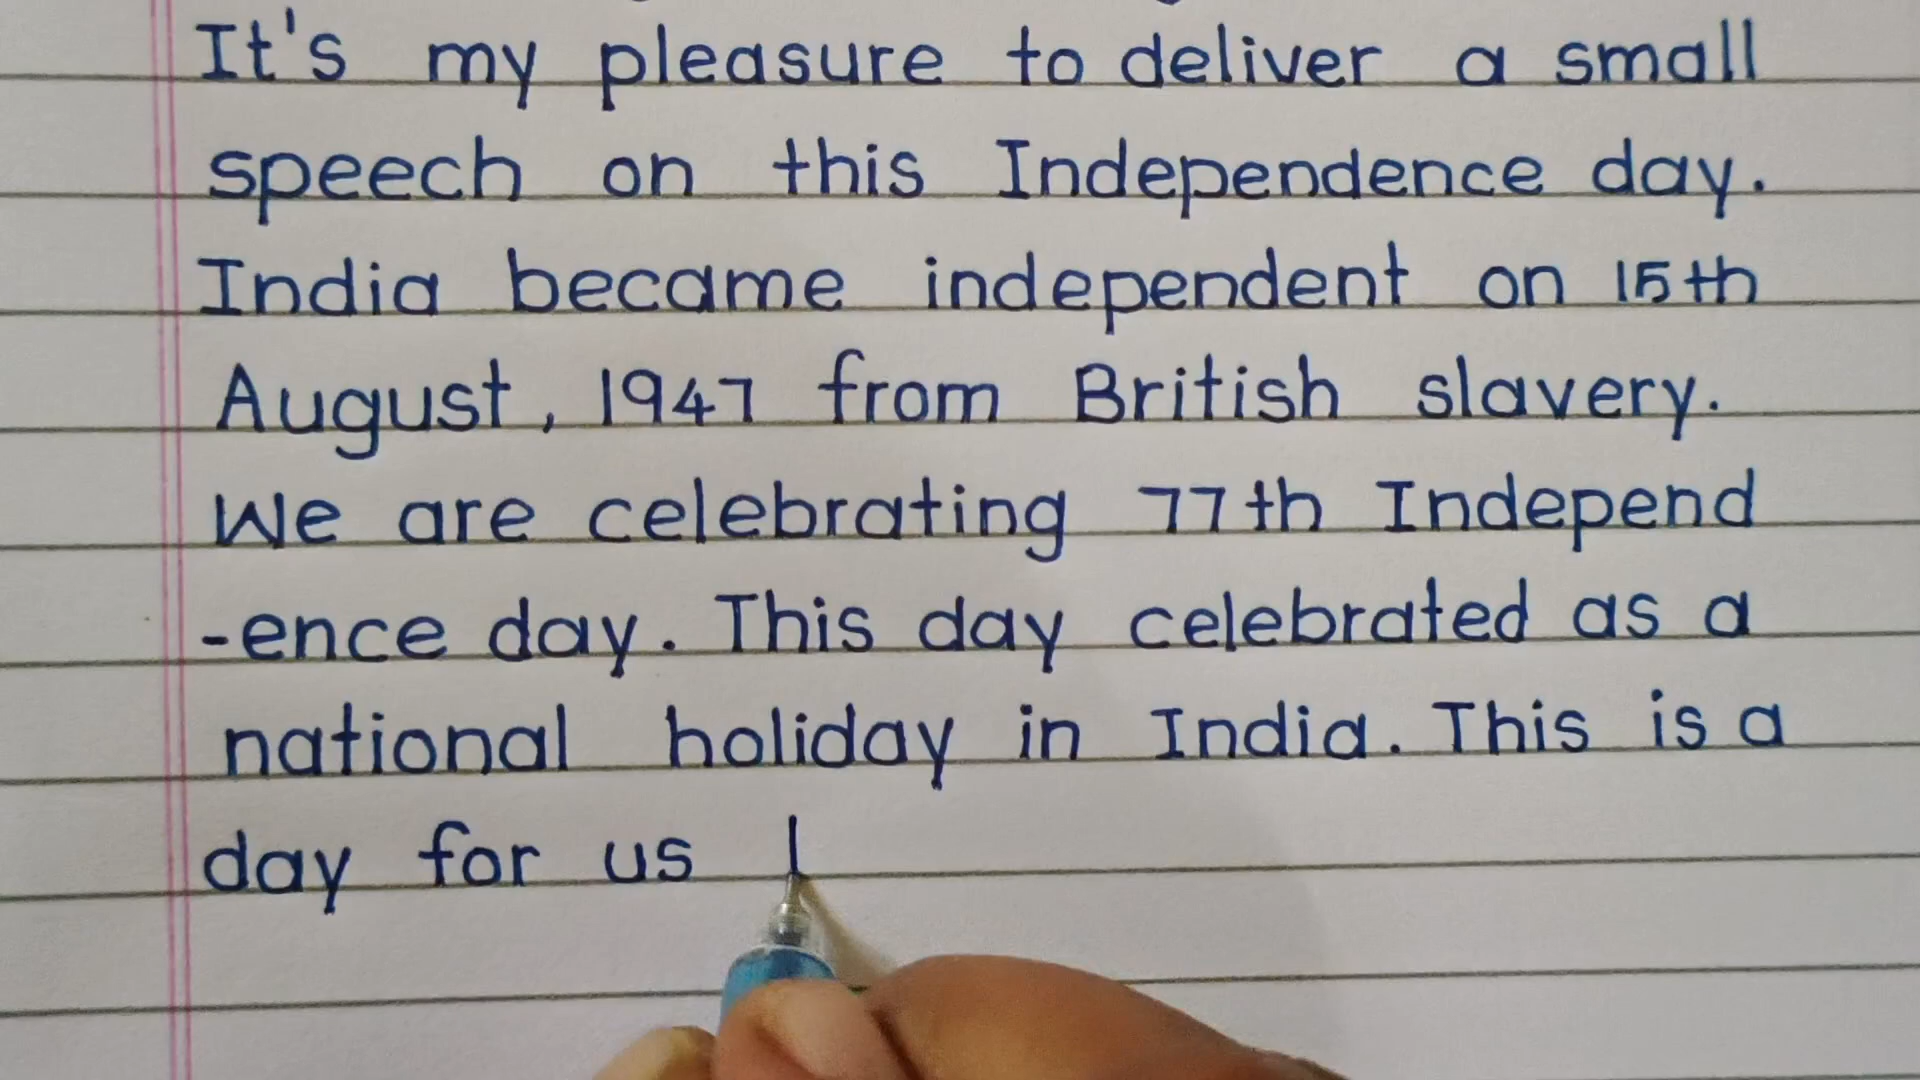 It's my pleasure to deliver a small
speech on this Independence day.
India became independent on 15th
August, 1947 from British slavery.
We are celebrating 77th Independ
-ence day. This day celebrated as a
national holiday in India. This is a
day for us